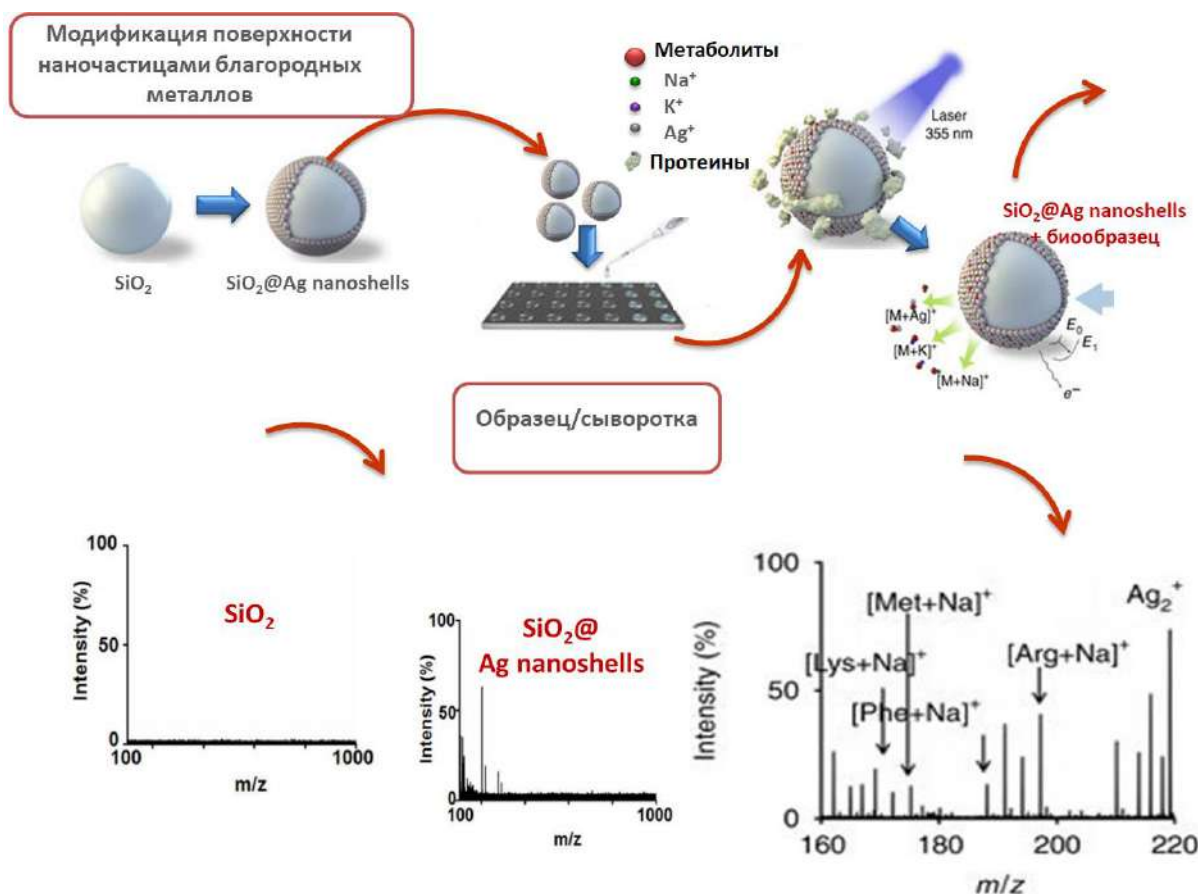 Модификация поверхности
наночастицами благородных
металлов
Метаболиты
Na⁺
K⁺
Ag⁺
Протеины
Laser
355 nm
SiO₂
SiO₂@Ag nanoshells
SiO₂@Ag nanoshells
+ биообразец
[M+Ag]⁺
[M+K]⁺
[M+Na]⁺
E₀
E₁
e⁻
Образец/сыворотка
Intensity (%)
100
50
0
SiO₂
100
1000
m/z
Intensity (%)
100
50
0
SiO₂@
Ag nanoshells
100
1000
m/z
Intensity (%)
100
50
0
[Met+Na]⁺
Ag₂⁺
[Lys+Na]⁺
[Arg+Na]⁺
[Phe+Na]⁺
160
180
200
220
m/z